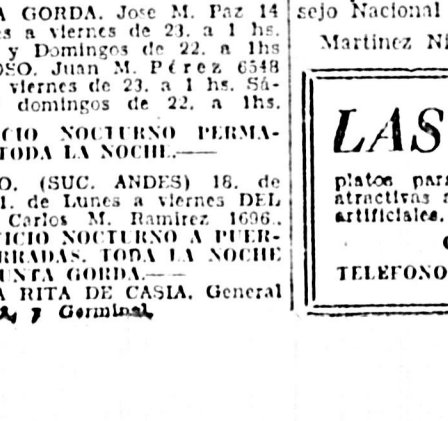 A GORDA. Jose M. Paz 14
s a viernes de 23. a 1 hs.
y Domingos de 22. a 1hs
OSO. Juan M. Pérez 6548
viernes de 23. a 1 hs. Sá-
domingos de 22. a 1hs.
CIO NOCTURNO PERMA-
TODA LA NOCHE.——
O. (SUC. ANDES) 18. de
1. de Lunes a viernes DEL
Carlos M. Ramirez 1696..
ICIO NOCTURNO A PUER-
RRADAS. TODA LA NOCHE
UNTA GORDA.——
A RITA DE CASIA. General
y Germinal
sejo Nacional
Martinez Ni
LAS
platos par
atractivas
artificiales.
TELEFONO